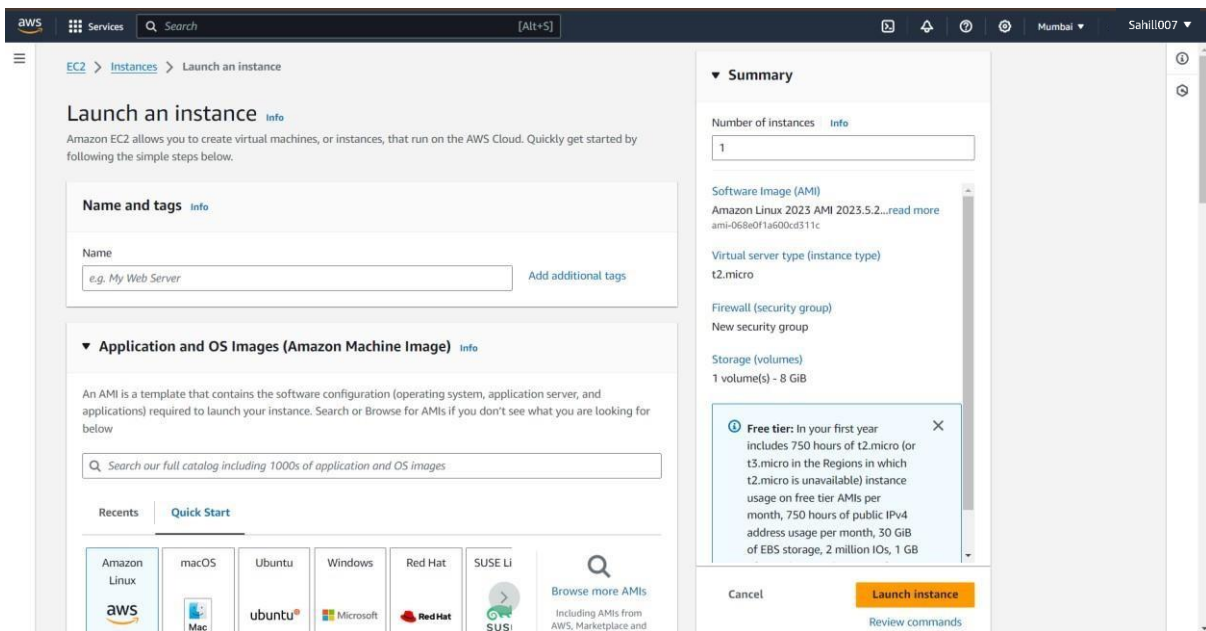 aws
Services
Search
[Alt+S]
Mumbai ▼
Sahill007 ▼
EC2 > Instances > Launch an instance
Launch an instance Info
Amazon EC2 allows you to create virtual machines, or instances, that run on the AWS Cloud. Quickly get started by
following the simple steps below.
Name and tags Info
Name
e.g. My Web Server
Add additional tags
▼ Application and OS Images (Amazon Machine Image) Info
An AMI is a template that contains the software configuration (operating system, application server, and
applications) required to launch your instance. Search or Browse for AMIs if you don't see what you are looking for
below
Search our full catalog including 1000s of application and OS images
Recents
Quick Start
Amazon
Linux
aws
macOS
Mac
Ubuntu
ubuntu®
Windows
Microsoft
Red Hat
Red Hat
SUSE Li
SUS
Browse more AMIs
Including AMIs from
AWS, Marketplace and
▼ Summary
Number of instances Info
1
Software Image (AMI)
Amazon Linux 2023 AMI 2023.5.2...read more
ami-068e0f1a600cd311c
Virtual server type (instance type)
t2.micro
Firewall (security group)
New security group
Storage (volumes)
1 volume(s) - 8 GiB
Free tier: In your first year
includes 750 hours of t2.micro (or
t3.micro in the Regions in which
t2.micro is unavailable) instance
usage on free tier AMIs per
month, 750 hours of public IPv4
address usage per month, 30 GiB
of EBS storage, 2 million IOs, 1 GB
Cancel
Launch instance
Review commands